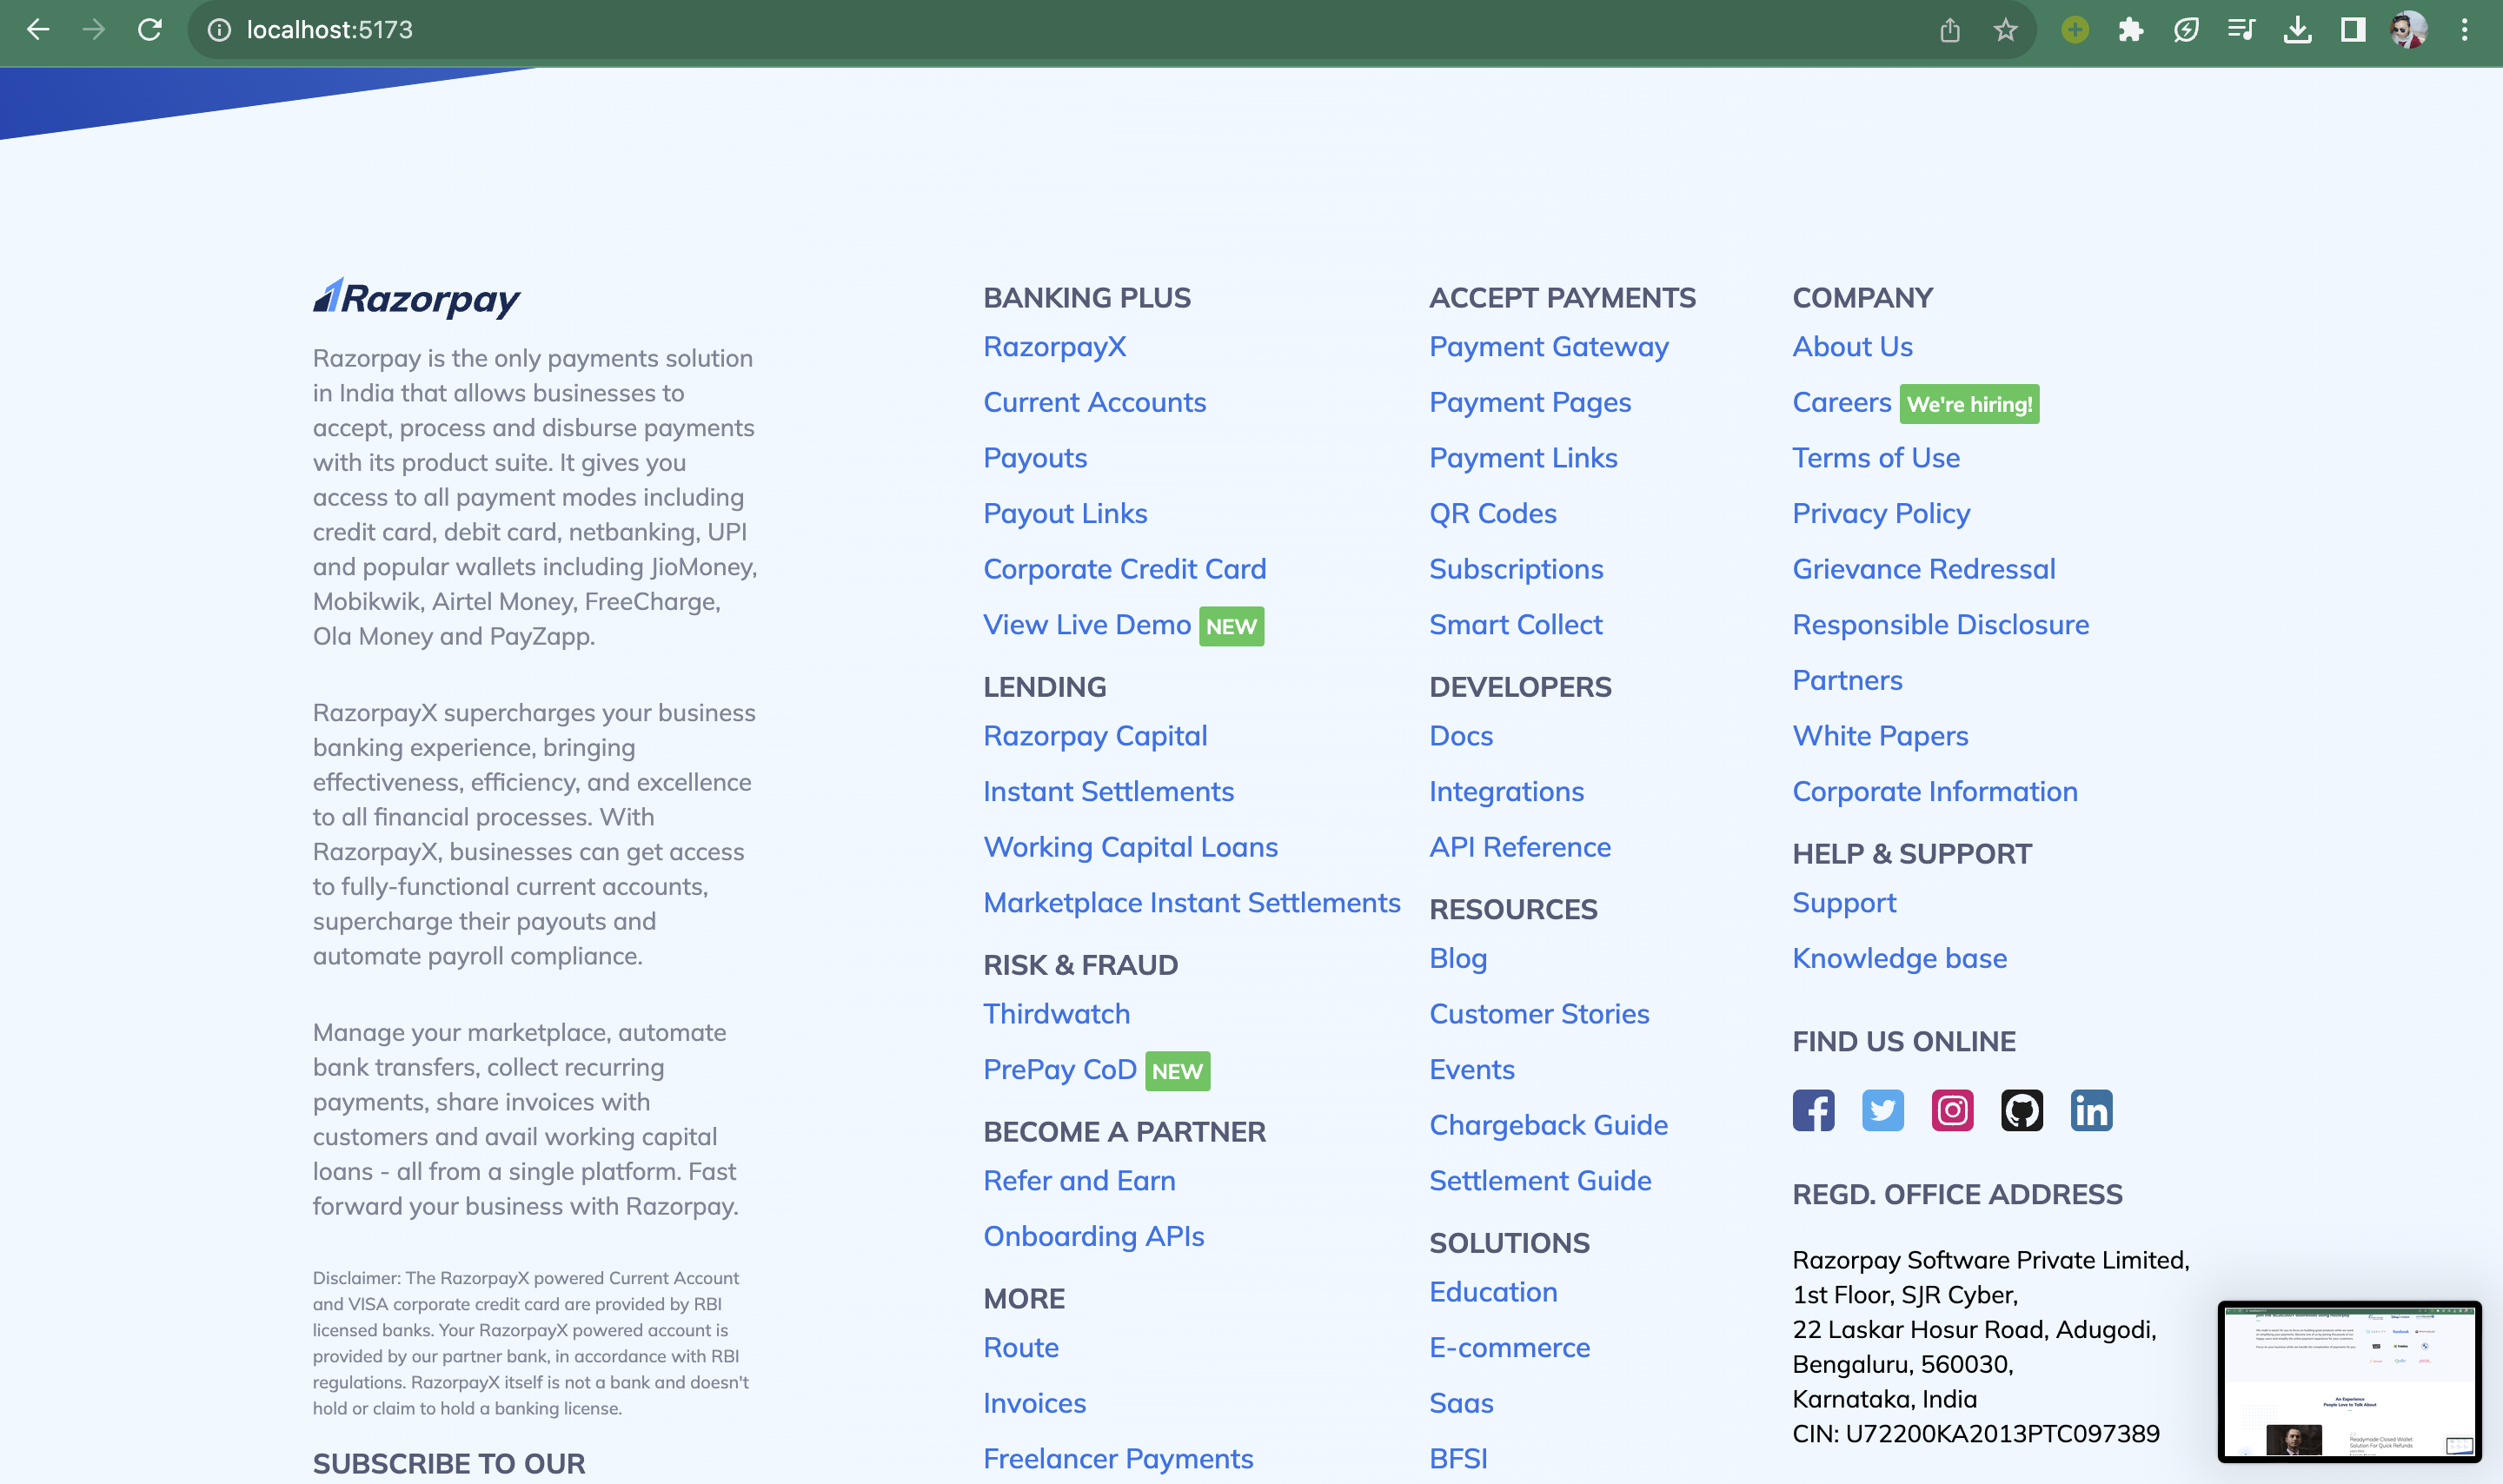 localhost:5173
Razorpay
Razorpay is the only payments solution
in India that allows businesses to
accept, process and disburse payments
with its product suite. It gives you
access to all payment modes including
credit card, debit card, netbanking, UPI
and popular wallets including JioMoney,
Mobikwik, Airtel Money, FreeCharge,
Ola Money and PayZapp.
RazorpayX supercharges your business
banking experience, bringing
effectiveness, efficiency, and excellence
to all financial processes. With
RazorpayX, businesses can get access
to fully-functional current accounts,
supercharge their payouts and
automate payroll compliance.
Manage your marketplace, automate
bank transfers, collect recurring
payments, share invoices with
customers and avail working capital
loans - all from a single platform. Fast
forward your business with Razorpay.
Disclaimer: The RazorpayX powered Current Account
and VISA corporate credit card are provided by RBI
licensed banks. Your RazorpayX powered account is
provided by our partner bank, in accordance with RBI
regulations. RazorpayX itself is not a bank and doesn't
hold or claim to hold a banking license.
SUBSCRIBE TO OUR
BANKING PLUS
RazorpayX
Current Accounts
Payouts
Payout Links
Corporate Credit Card
View Live Demo NEW
LENDING
Razorpay Capital
Instant Settlements
Working Capital Loans
Marketplace Instant Settlements
RISK & FRAUD
Thirdwatch
PrePay CoD NEW
BECOME A PARTNER
Refer and Earn
Onboarding APIs
MORE
Route
Invoices
Freelancer Payments
ACCEPT PAYMENTS
Payment Gateway
Payment Pages
Payment Links
QR Codes
Subscriptions
Smart Collect
DEVELOPERS
Docs
Integrations
API Reference
RESOURCES
Blog
Customer Stories
Events
Chargeback Guide
Settlement Guide
SOLUTIONS
Education
E-commerce
Saas
BFSI
COMPANY
About Us
Careers We're hiring!
Terms of Use
Privacy Policy
Grievance Redressal
Responsible Disclosure
Partners
White Papers
Corporate Information
HELP & SUPPORT
Support
Knowledge base
FIND US ONLINE
in
REGD. OFFICE ADDRESS
Razorpay Software Private Limited,
1st Floor, SJR Cyber,
22 Laskar Hosur Road, Adugodi,
Bengaluru, 560030,
Karnataka, India
CIN: U72200KA2013PTC097389
An Experience
People Love to Talk About
Readymade Closed Wallet
Solution For Quick Refunds